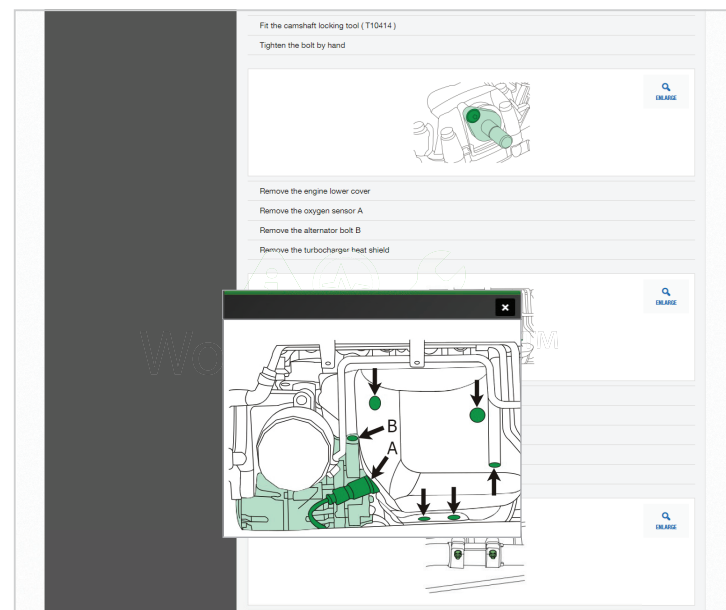 Fit the camshaft locking tool ( T10414 )
Tighten the bolt by hand
ENLARGE
Remove the engine lower cover
Remove the oxygen sensor A
Remove the alternator bolt B
Remove the turbocharger heat shield
ENLARGE
B
A
ENLARGE